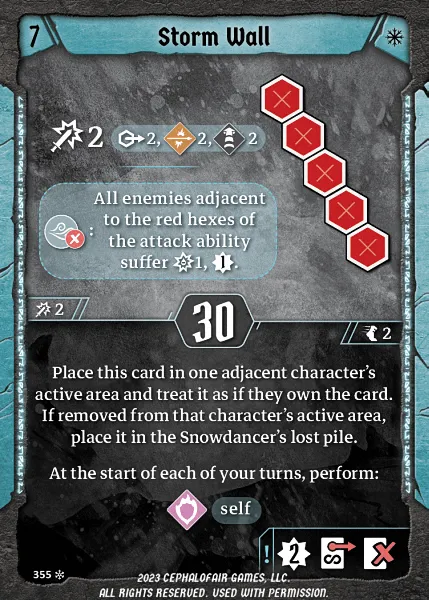 7
Storm Wall
2
2,
2,
2
All enemies adjacent
to the red hexes of
: the attack ability
suffer 1, .
2
30
2
Place this card in one adjacent character's
active area and treat it as if they own the card.
If removed from that character's active area,
place it in the Snowdancer's lost pile.
At the start of each of your turns, perform:
self
! 2
355
2023 CEPHALOFAIR GAMES, LLC.
ALL RIGHTS RESERVED. USED WITH PERMISSION.